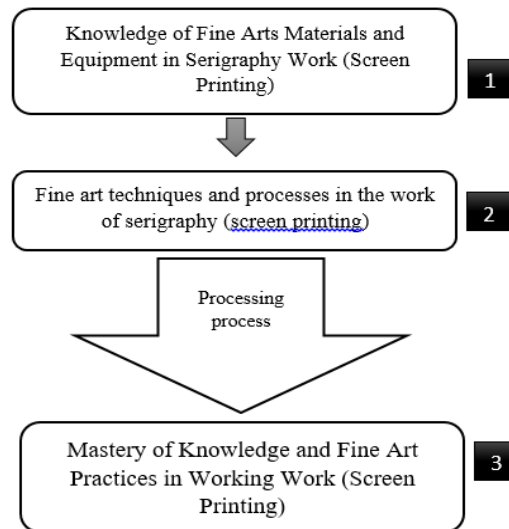 Knowledge of Fine Arts Materials and
Equipment in Serigraphy Work (Screen
Printing)
1
Fine art techniques and processes in the work
of serigraphy (screen printing)
2
Processing
process
Mastery of Knowledge and Fine Art
Practices in Working Work (Screen
Printing)
3